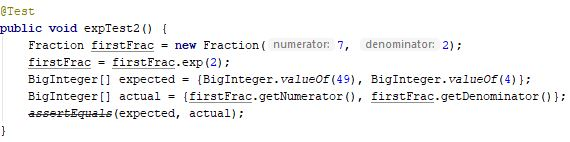 @Test
public void expTest2() {
    Fraction firstFrac = new Fraction( numerator: 7,  denominator: 2);
    firstFrac = firstFrac.exp(2);
    BigInteger[] expected = {BigInteger.valueOf(49), BigInteger.valueOf(4)};
    BigInteger[] actual = {firstFrac.getNumerator(), firstFrac.getDenominator()};
    assertEquals(expected, actual);
}